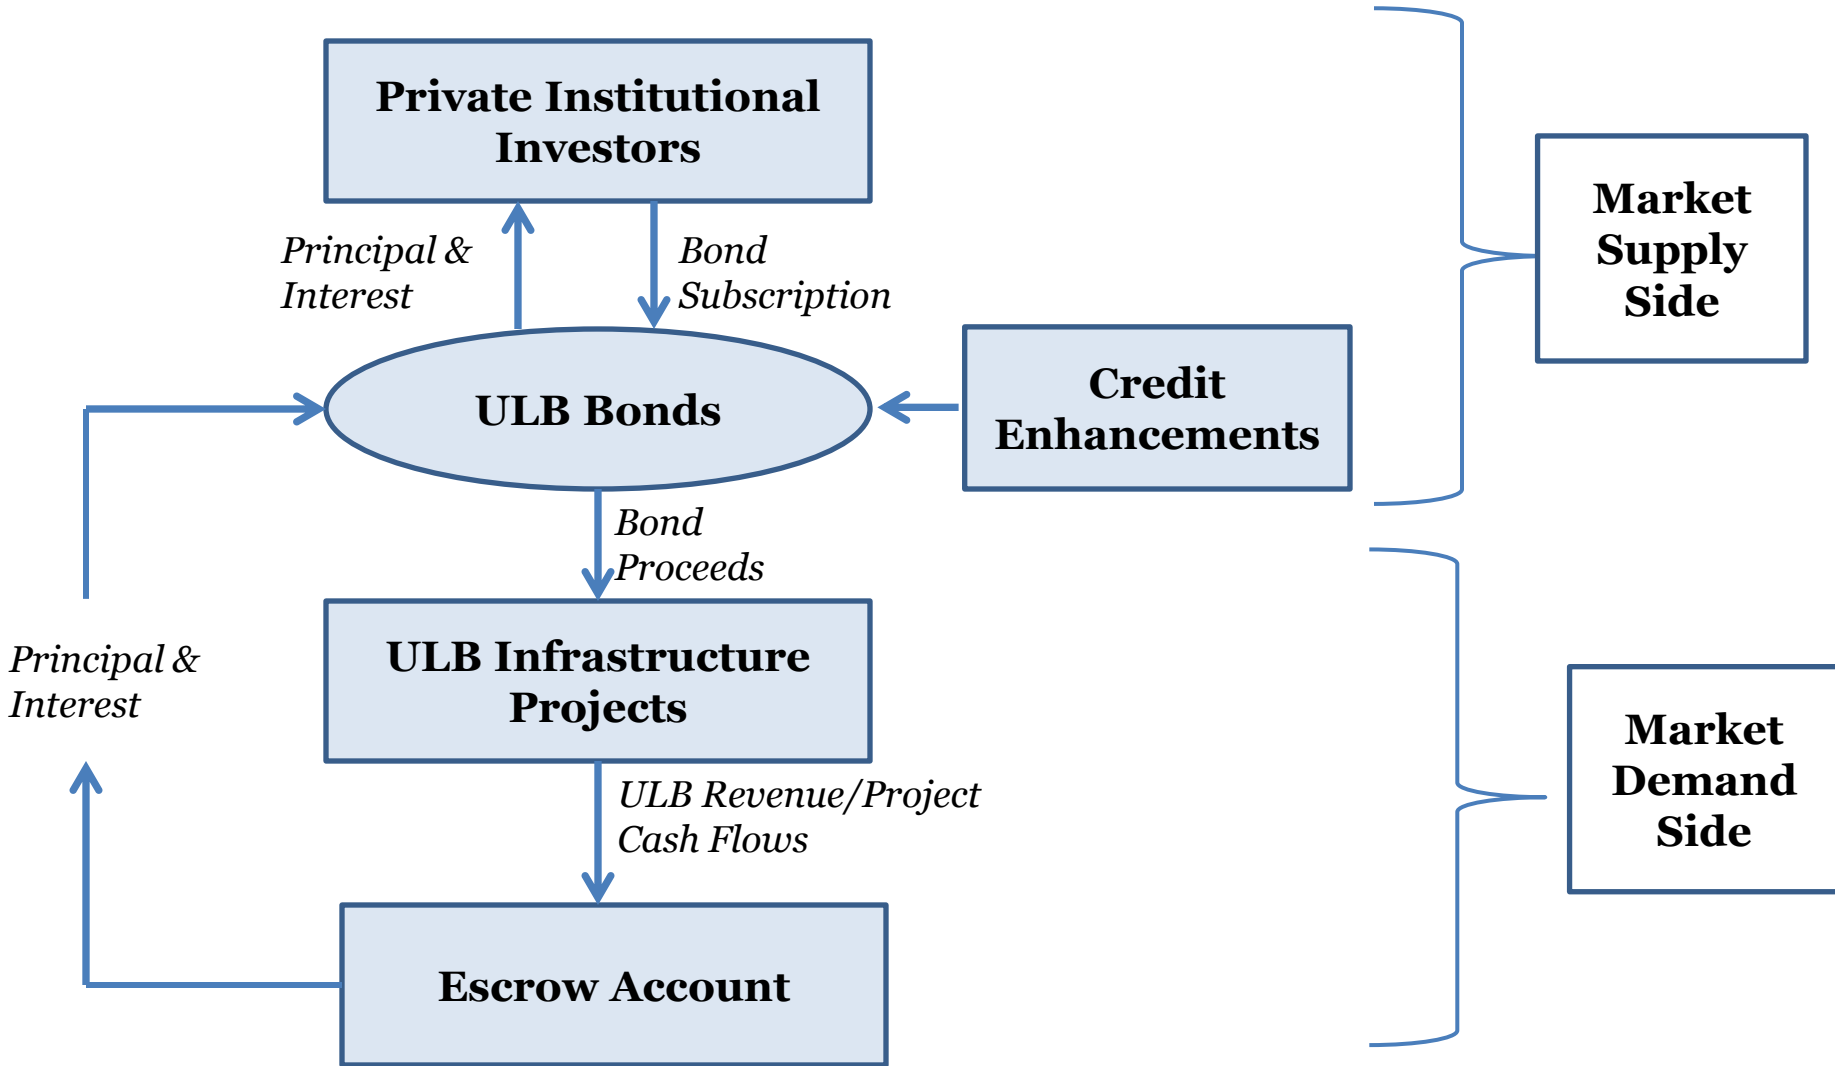 Private Institutional
Investors
Principal &
Interest
Bond
Subscription
Market
Supply
Side
ULB Bonds
Credit
Enhancements
Bond
Proceeds
ULB Infrastructure
Projects
Principal &
Interest
Market
Demand
Side
ULB Revenue/Project
Cash Flows
Escrow Account